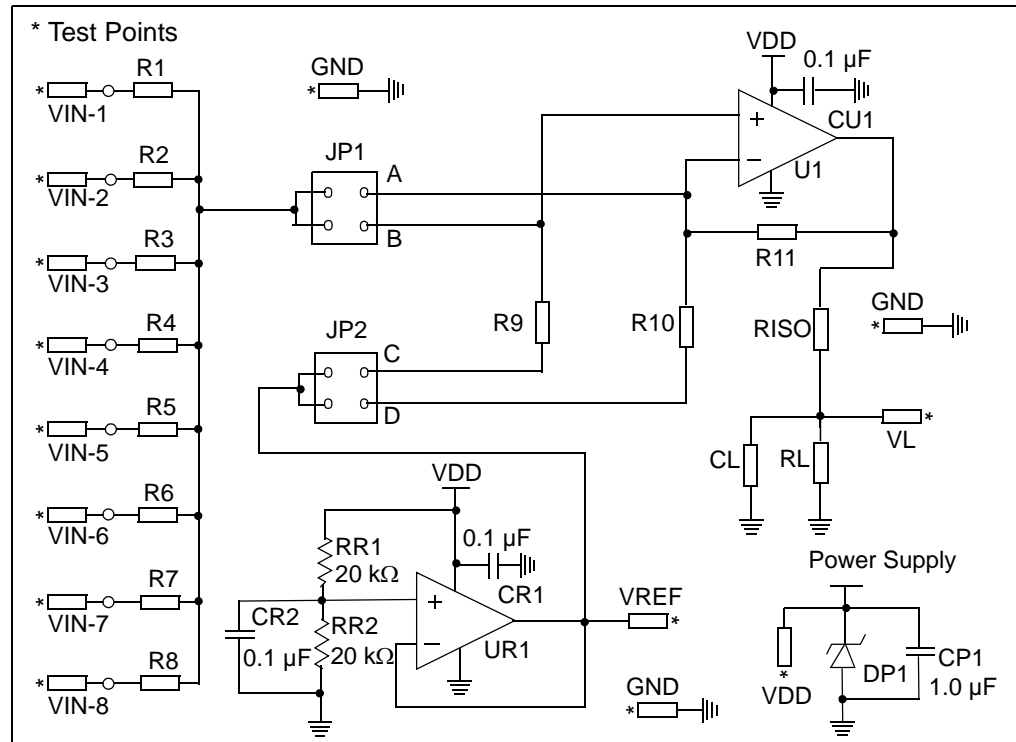 * Test Points
R1
*
VIN-1
R2
*
VIN-2
R3
*
VIN-3
R4
*
VIN-4
R5
*
VIN-5
R6
*
VIN-6
R7
*
VIN-7
R8
*
VIN-8
GND
*
JP1
A
B
VDD
0.1 µF
+
−
CU1
U1
R11
R9
R10
JP2
C
D
RISO
GND
*
VL
*
CL
RL
VDD
0.1 µF
RR1
20 kΩ
CR1
+
−
UR1
CR2
0.1 µF
RR2
20 kΩ
VREF
*
GND
*
Power Supply
*
VDD
DP1
CP1
1.0 µF